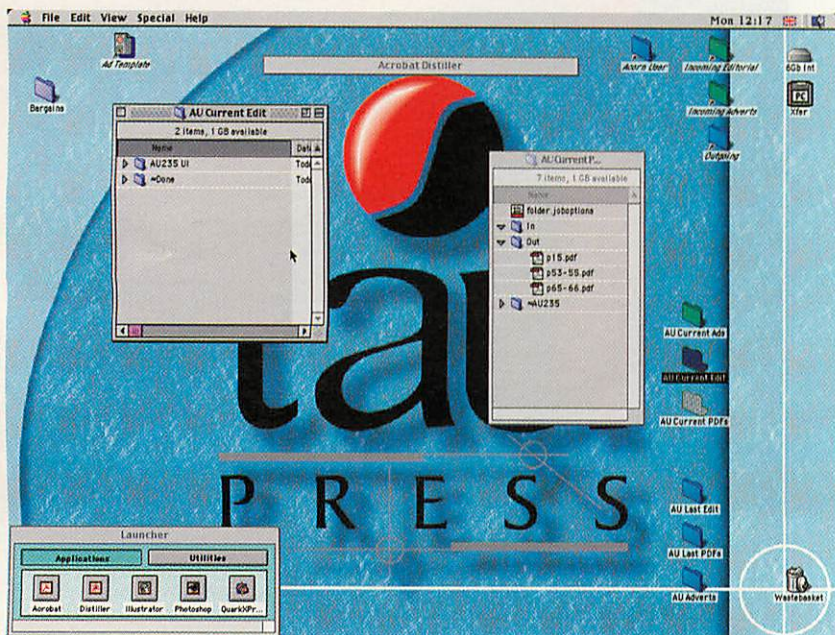 File Edit View Special Help
Mon 12:17
Ad Template
Bargains
Acrobat Distiller
Acorn User
Incoming Editorial
6Gb Int
Incoming Adverts
Xfer
PC
Outgoing
AU Current Edit
2 items, 1 GB available
Name
AU235 UI
≈Done
AU Current P...
7 items, 1 GB available
Name
folder.joboptions
In
Out
p15.pdf
p53-55.pdf
p65-66.pdf
≈AU235
AU Current Ads
AU Current Edit
AU Current PDFs
PRESS
AU Last Edit
AU Last PDFs
AU Adverts
Wastebasket
Launcher
Applications
Utilities
Acrobat
Distiller
Illustrator
Photoshop
QuarkXPr...